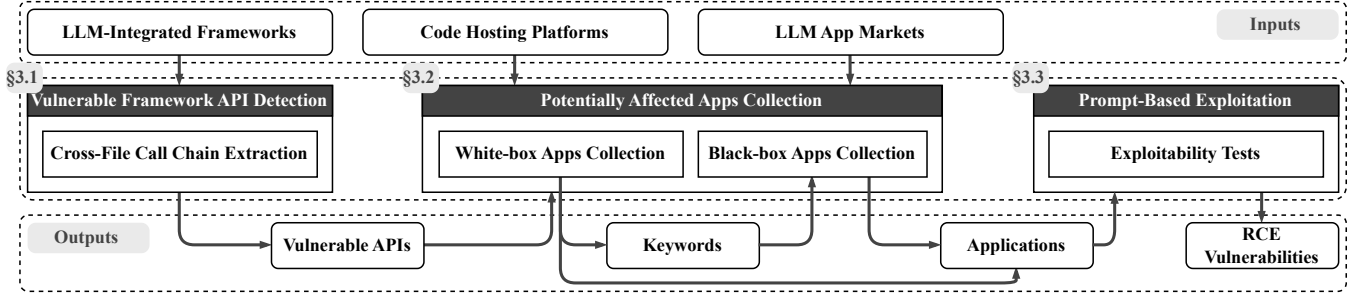 LLM-Integrated Frameworks
Code Hosting Platforms
LLM App Markets
Inputs
§3.1
§3.2
§3.3
Vulnerable Framework API Detection
Potentially Affected Apps Collection
Prompt-Based Exploitation
Cross-File Call Chain Extraction
White-box Apps Collection
Black-box Apps Collection
Exploitability Tests
Outputs
Vulnerable APIs
Keywords
Applications
RCE
Vulnerabilities